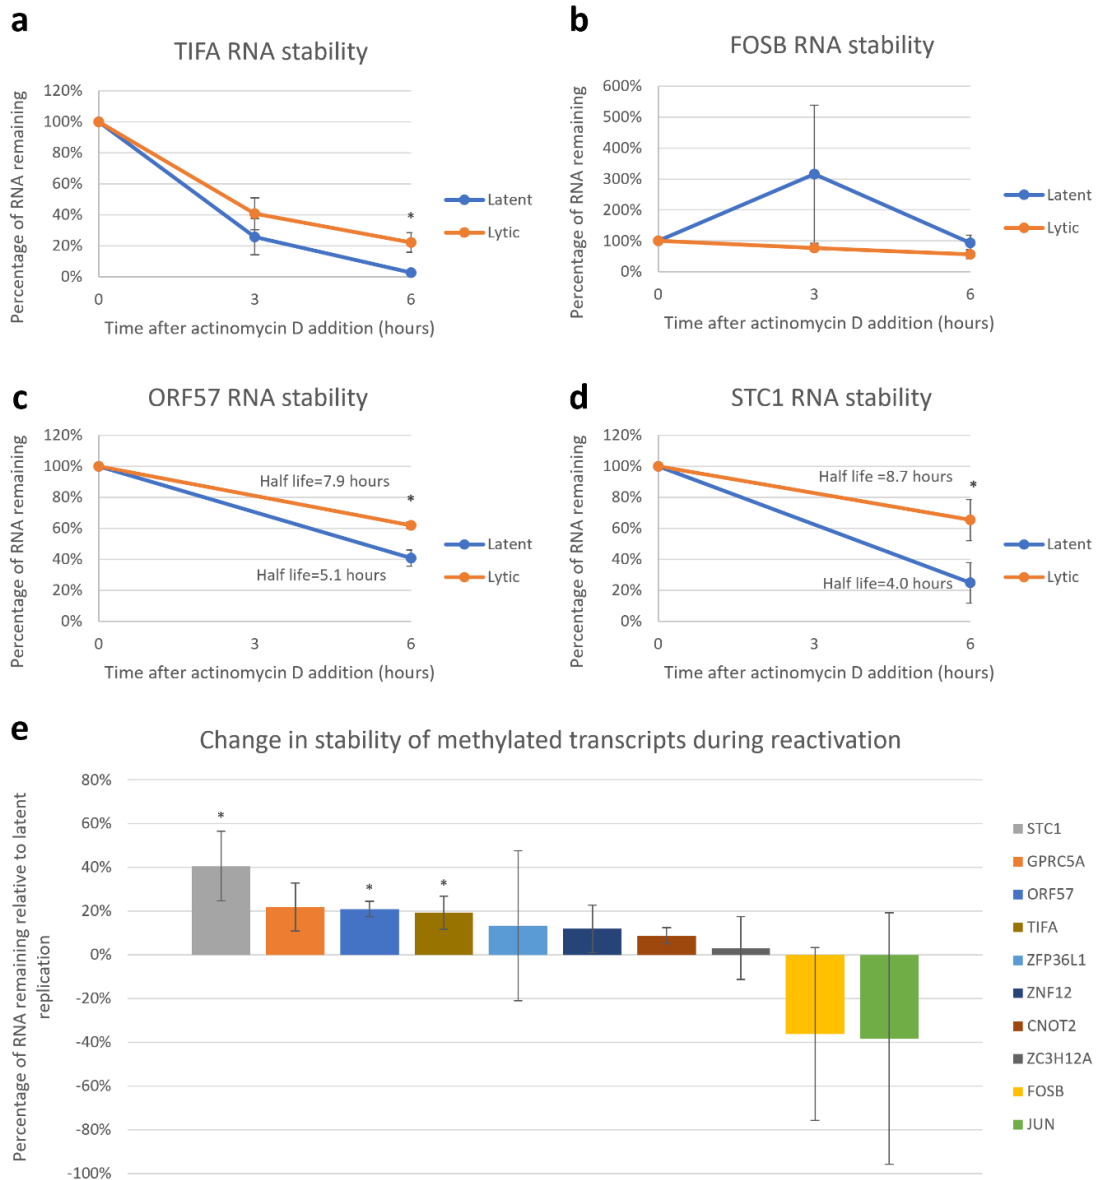 a
TIFA RNA stability
Percentage of RNA remaining
120%
100%
80%
60%
40%
20%
0%
*
0 3 6
Time after actinomycin D addition (hours)
Latent
Lytic
b
FOSB RNA stability
Percentage of RNA remaining
600%
500%
400%
300%
200%
100%
0%
0 3 6
Time after actinomycin D addition (hours)
Latent
Lytic
c
ORF57 RNA stability
Percentage of RNA remaining
120%
100%
80%
60%
40%
20%
0%
Half life=7.9 hours
*
Half life=5.1 hours
0 3 6
Time after actinomycin D addition (hours)
Latent
Lytic
d
STC1 RNA stability
Percentage of RNA remaining
120%
100%
80%
60%
40%
20%
0%
Half life =8.7 hours
*
Half life=4.0 hours
0 3 6
Time after actinomycin D addition (hours)
Latent
Lytic
e
Change in stability of methylated transcripts during reactivation
Percentage of RNA remaining relative to latent
replication
80%
60%
40%
20%
0%
-20%
-40%
-60%
-80%
-100%
*
*
*
STC1
GPRC5A
ORF57
TIFA
ZFP36L1
ZNF12
CNOT2
ZC3H12A
FOSB
JUN